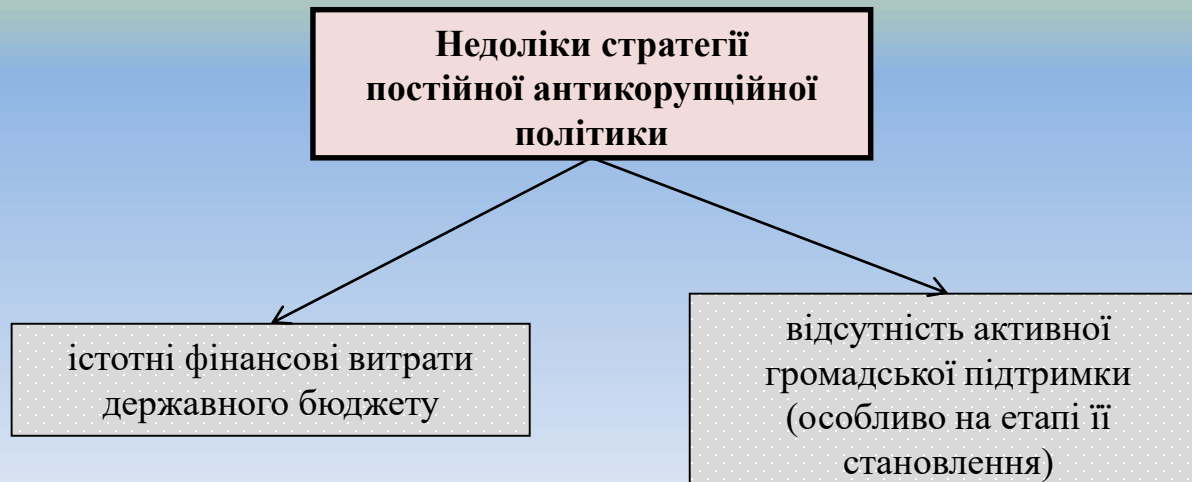 Недоліки стратегії
постійної антикорупційної
політики
істотні фінансові витрати
державного бюджету
відсутність активної
громадської підтримки
(особливо на етапі її
становлення)